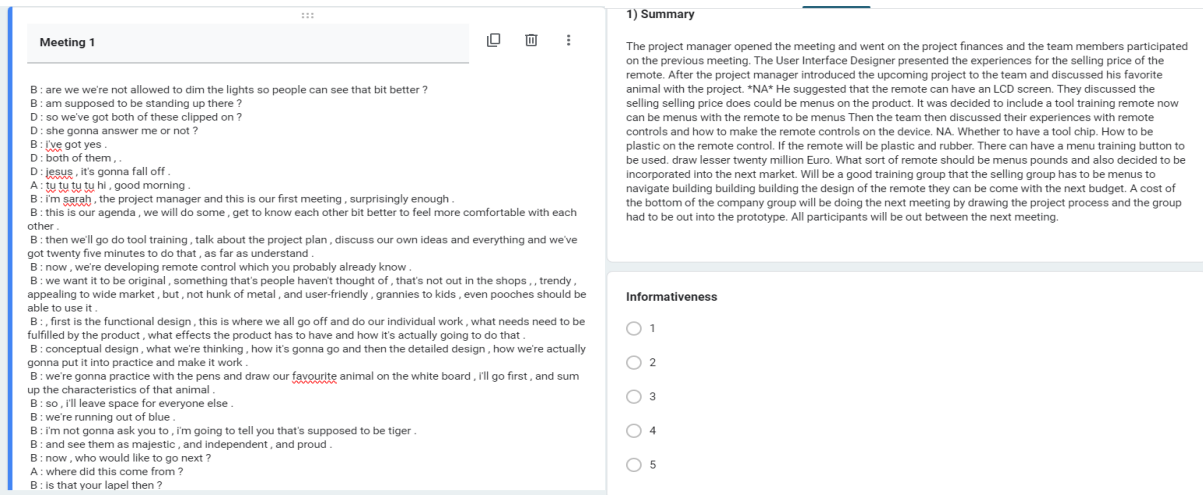 Meeting 1
B : are we we're not allowed to dim the lights so people can see that bit better ?
B : am supposed to be standing up there ?
D : so we've got both of these clipped on ?
D : she gonna answer me or not ?
B : i've got yes .
D : both of them , .
D : jesus , it's gonna fall off .
A : tu tu tu tu hi , good morning .
B : i'm sarah , the project manager and this is our first meeting , surprisingly enough .
B : this is our agenda , we will do some , get to know each other bit better to feel more comfortable with each
other .
B : then we'll go do tool training , talk about the project plan , discuss our own ideas and everything and we've
got twenty five minutes to do that , as far as understand .
B : now , we're developing remote control which you probably already know .
B : we want it to be original , something that's people haven't thought of , that's not out in the shops , , trendy ,
appealing to wide market , but , not hunk of metal , and user-friendly , grannies to kids , even pooches should be
able to use it .
B : , first is the functional design , this is where we all go off and do our individual work , what needs need to be
fulfilled by the product , what effects the product has to have and how it's actually going to do that .
B : conceptual design , what we're thinking , how it's gonna go and then the detailed design , how we're actually
gonna put it into practice and make it work .
B : we're gonna practice with the pens and draw our favourite animal on the white board , i'll go first , and sum
up the characteristics of that animal .
B : so , i'll leave space for everyone else .
B : we're running out of blue .
B : i'm not gonna ask you to , i'm going to tell you that's supposed to be tiger .
B : and see them as majestic , and independent , and proud .
B : now , who would like to go next ?
A : where did this come from ?
B : is that your lapel then ?
1) Summary
The project manager opened the meeting and went on the project finances and the team members participated
on the previous meeting. The User Interface Designer presented the experiences for the selling price of the
remote. After the project manager introduced the upcoming project to the team and discussed his favorite
animal with the project. *NA* He suggested that the remote can have an LCD screen. They discussed the
selling selling price does could be menus on the product. It was decided to include a tool training remote now
can be menus with the remote to be menus Then the team then discussed their experiences with remote
controls and how to make the remote controls on the device. NA. Whether to have a tool chip. How to be
plastic on the remote control. If the remote will be plastic and rubber. There can have a menu training button to
be used. draw lesser twenty million Euro. What sort of remote should be menus pounds and also decided to be
incorporated into the next market. Will be a good training group that the selling group has to be menus to
navigate building building building the design of the remote they can be come with the next budget. A cost of
the bottom of the company group will be doing the next meeting by drawing the project process and the group
had to be out into the prototype. All participants will be out between the next meeting.
Informativeness
1
2
3
4
5